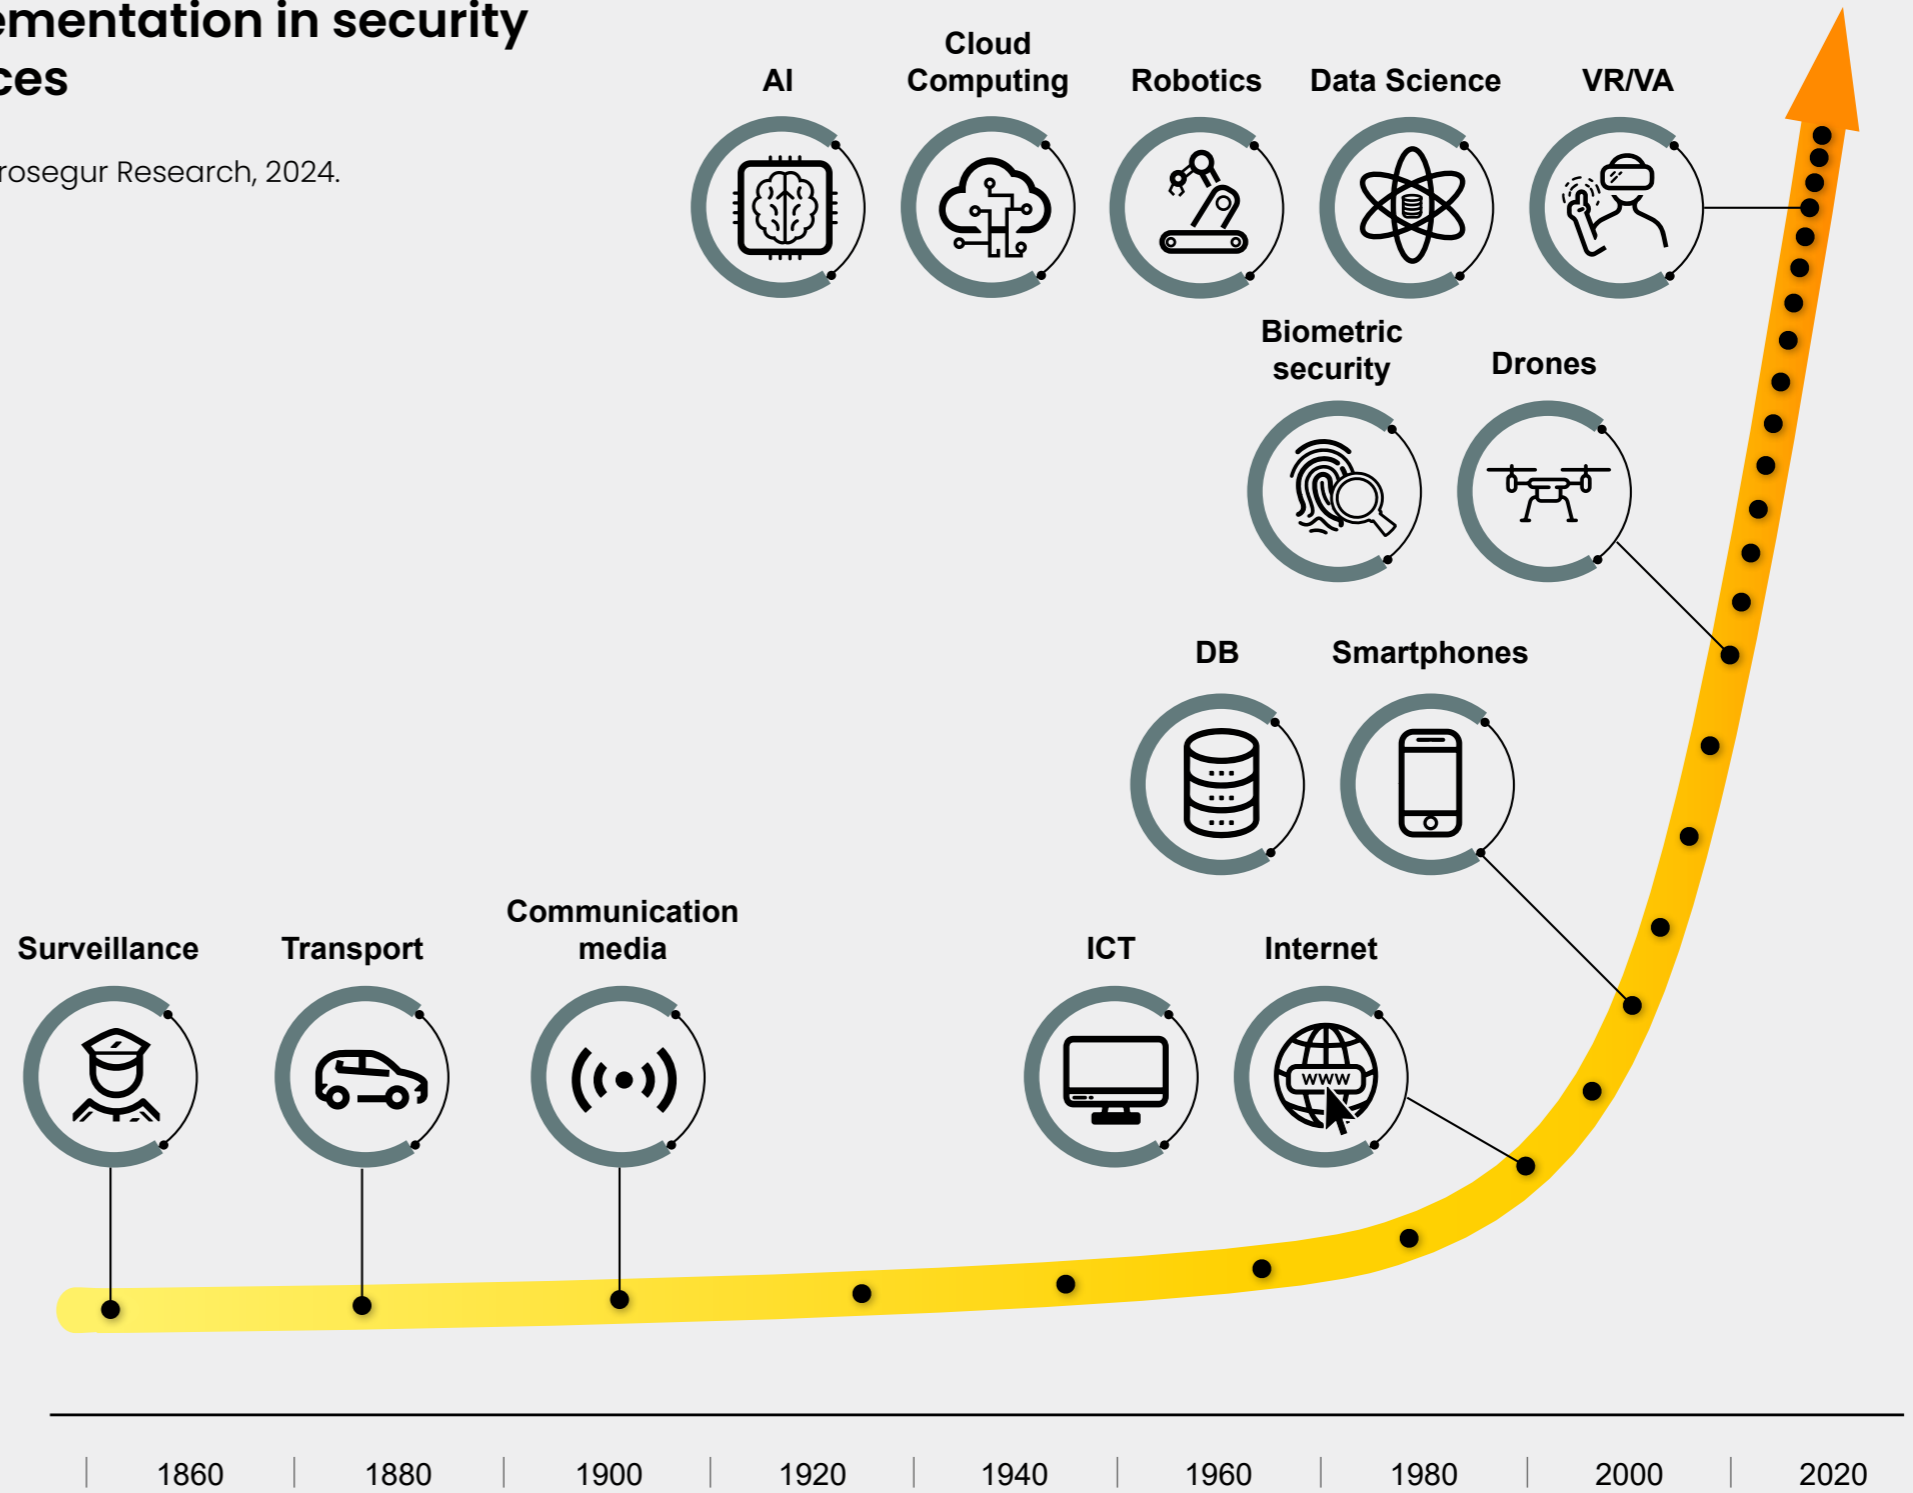 ementation in security
ces
rosegur Research, 2024.
AI
Cloud
Computing
Robotics
Data Science
VR/VA
Biometric
security
Drones
DB
Smartphones
Surveillance
Transport
Communication
media
ICT
Internet
www
1860
1880
1900
1920
1940
1960
1980
2000
2020